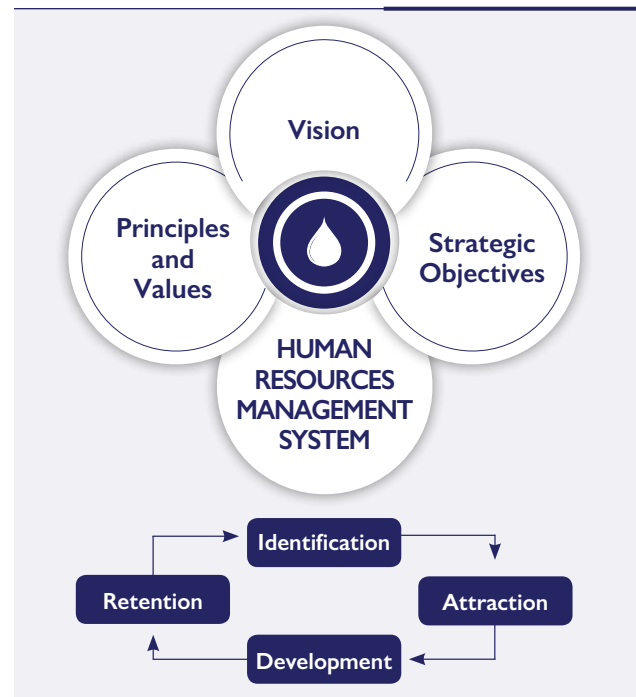 Vision
Principles
and
Values
Strategic
Objectives
HUMAN
RESOURCES
MANAGEMENT
SYSTEM
Identification
Retention
Attraction
Development